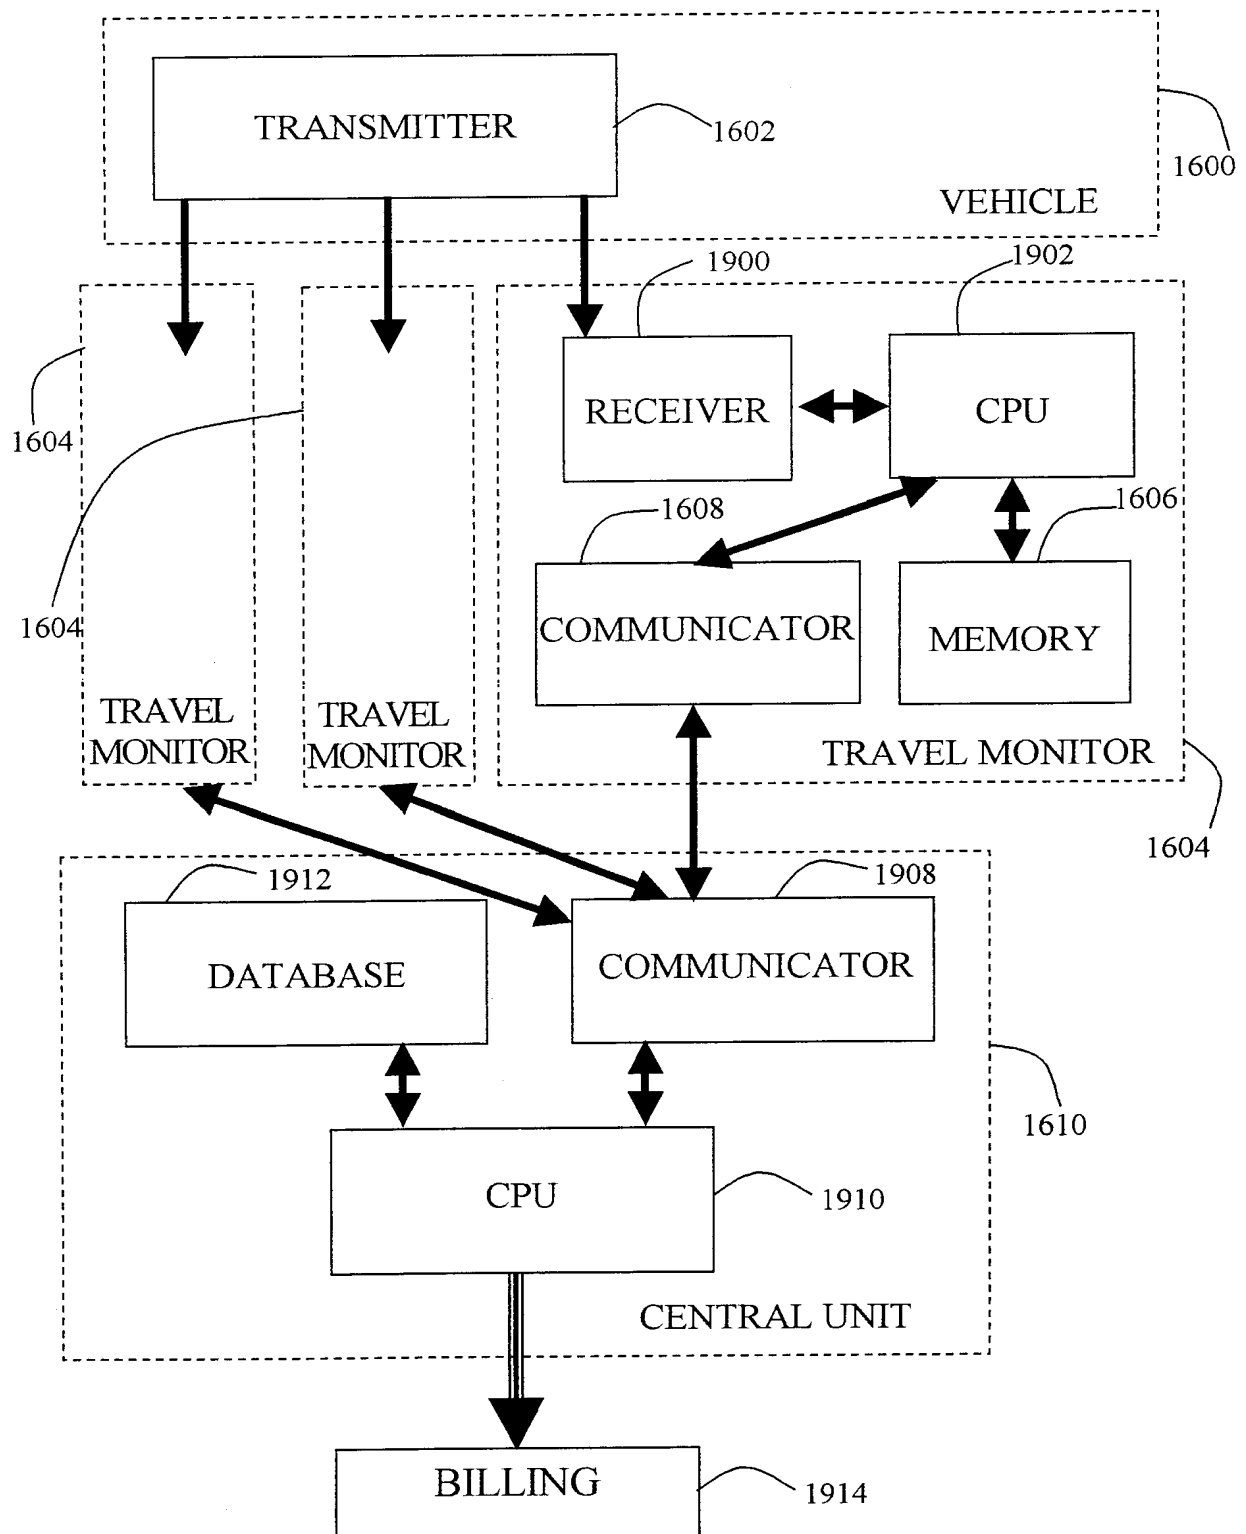 TRANSMITTER
1602
1600
VEHICLE
1900
1902
RECEIVER
CPU
1604
1608
1606
1604
COMMUNICATOR
MEMORY
TRAVEL
MONITOR
TRAVEL
MONITOR
TRAVEL MONITOR
1604
1912
1908
DATABASE
COMMUNICATOR
1610
CPU
1910
CENTRAL UNIT
BILLING
1914